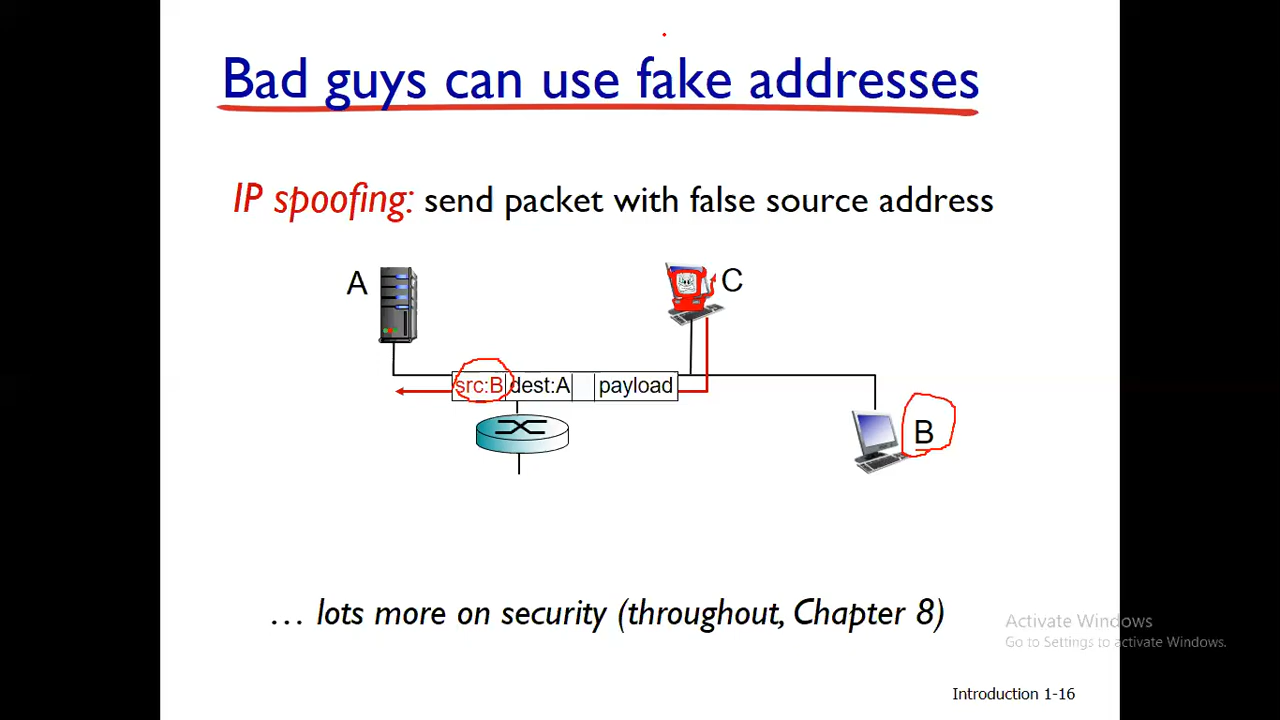 Bad guys can use fake addresses
IP spoofing: send packet with false source address
A
C
src:B dest:A payload
B
… lots more on security (throughout, Chapter 8)
Activate Windows
Go to Settings to activate Windows.
Introduction 1-16